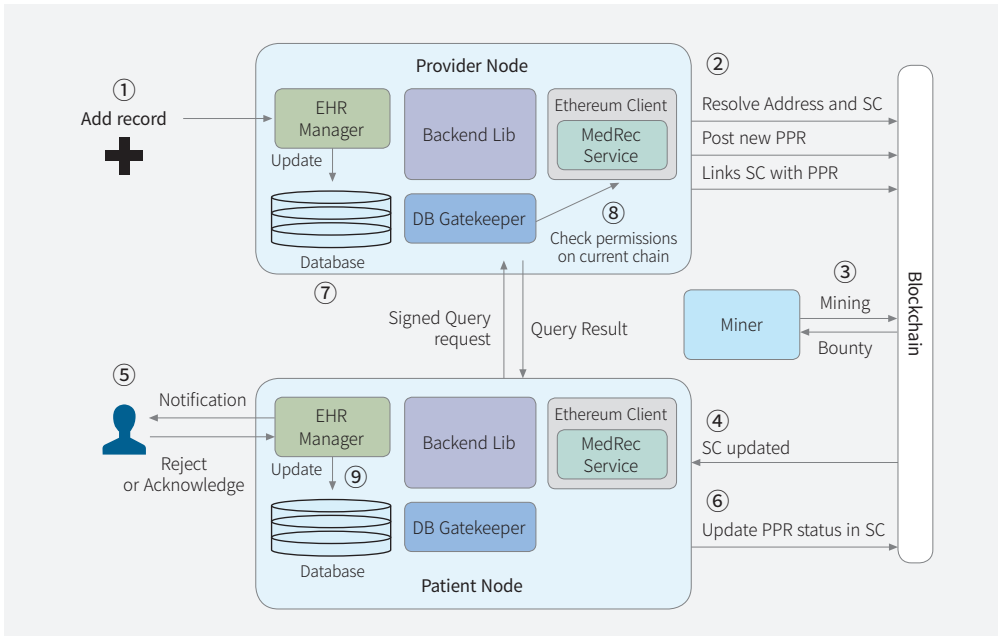 Provider Node
①
Add record
EHR
Manager
Update
Database
Backend Lib
DB Gatekeeper
Ethereum Client
MedRec
Service
⑧
Check permissions
on current chain
②
Resolve Address and SC
Post new PPR
Links SC with PPR
③
Mining
Miner
Bounty
Blockchain
⑦
Signed Query
request
Query Result
⑤
Notification
Reject
or Acknowledge
EHR
Manager
Update
⑨
Database
Backend Lib
DB Gatekeeper
Ethereum Client
MedRec
Service
Patient Node
④
SC updated
⑥
Update PPR status in SC